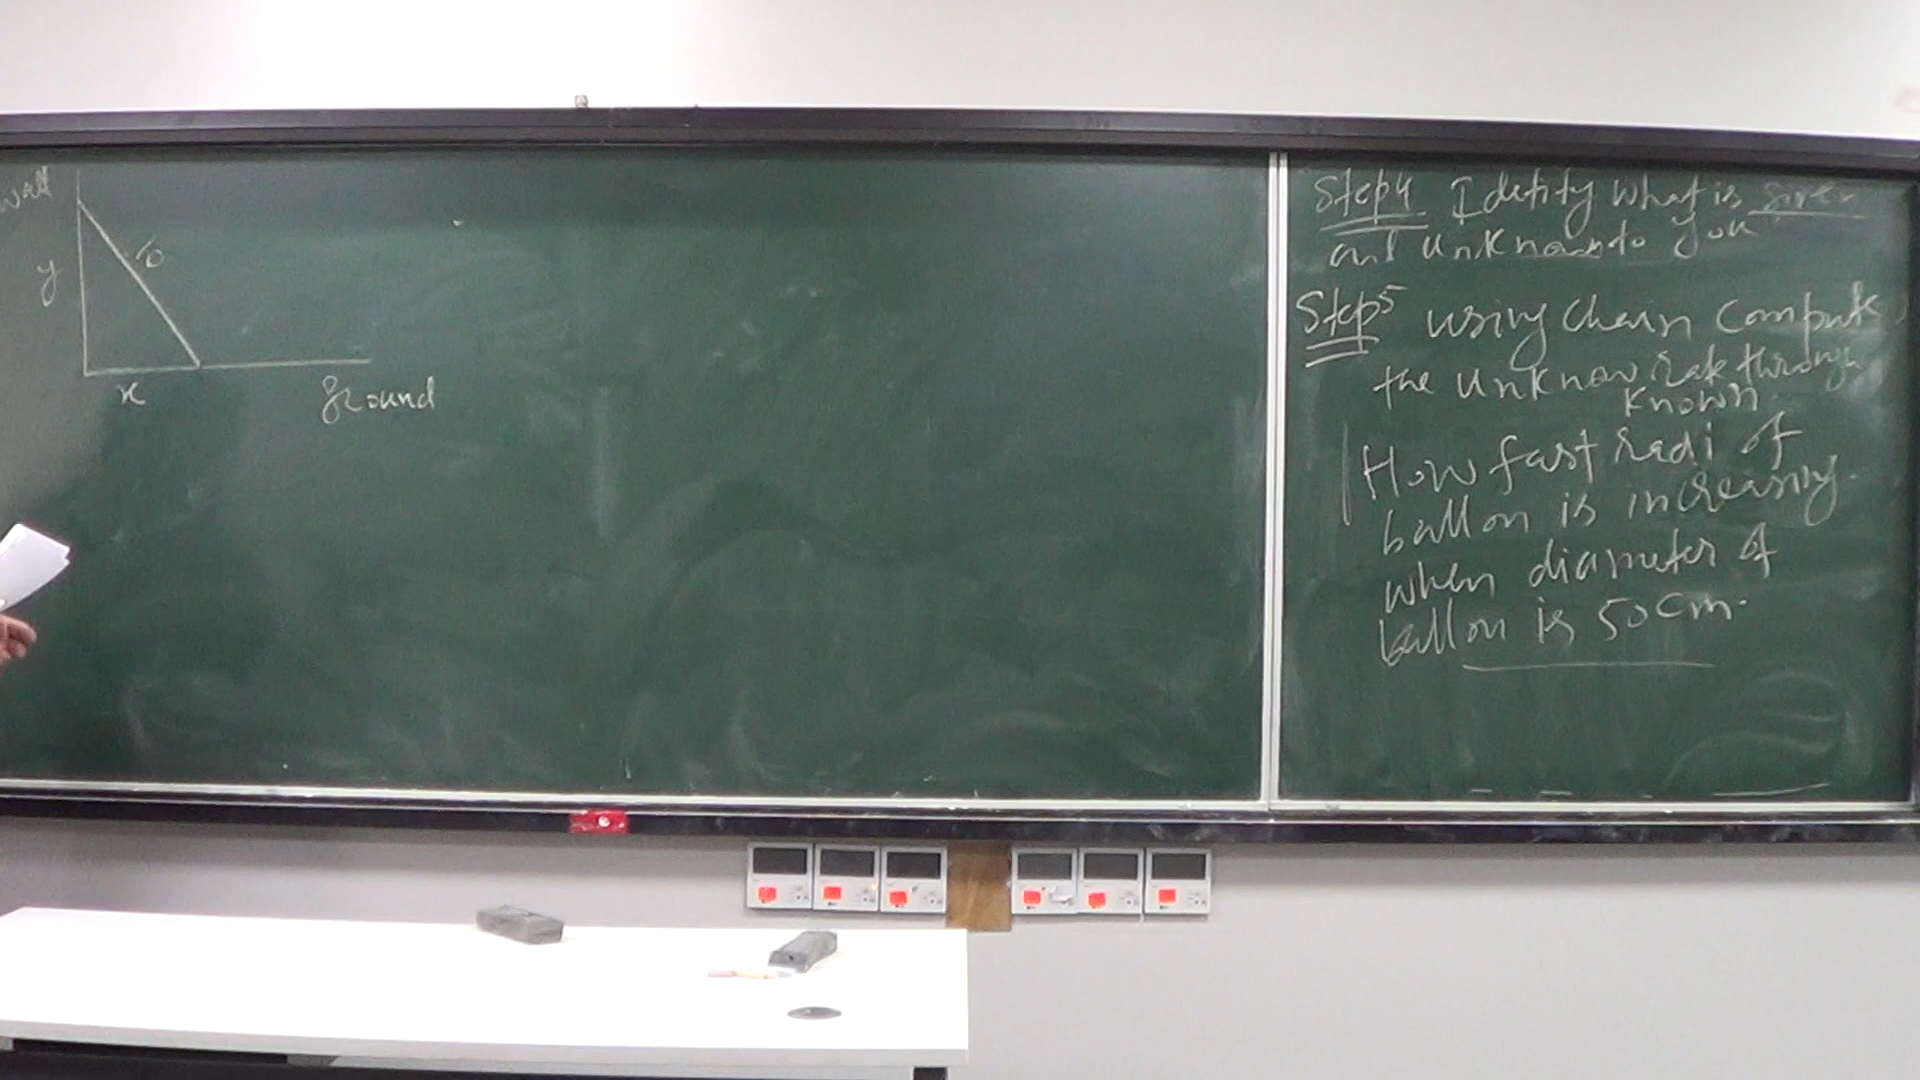 wall
y
10
x
ground
Step4 Idetify what is given
and unknown to you
Step5 using chain compute
the unknow rate through
known.
How fast radi of
ballon is increasing.
when diameter of
ballon is 50cm.